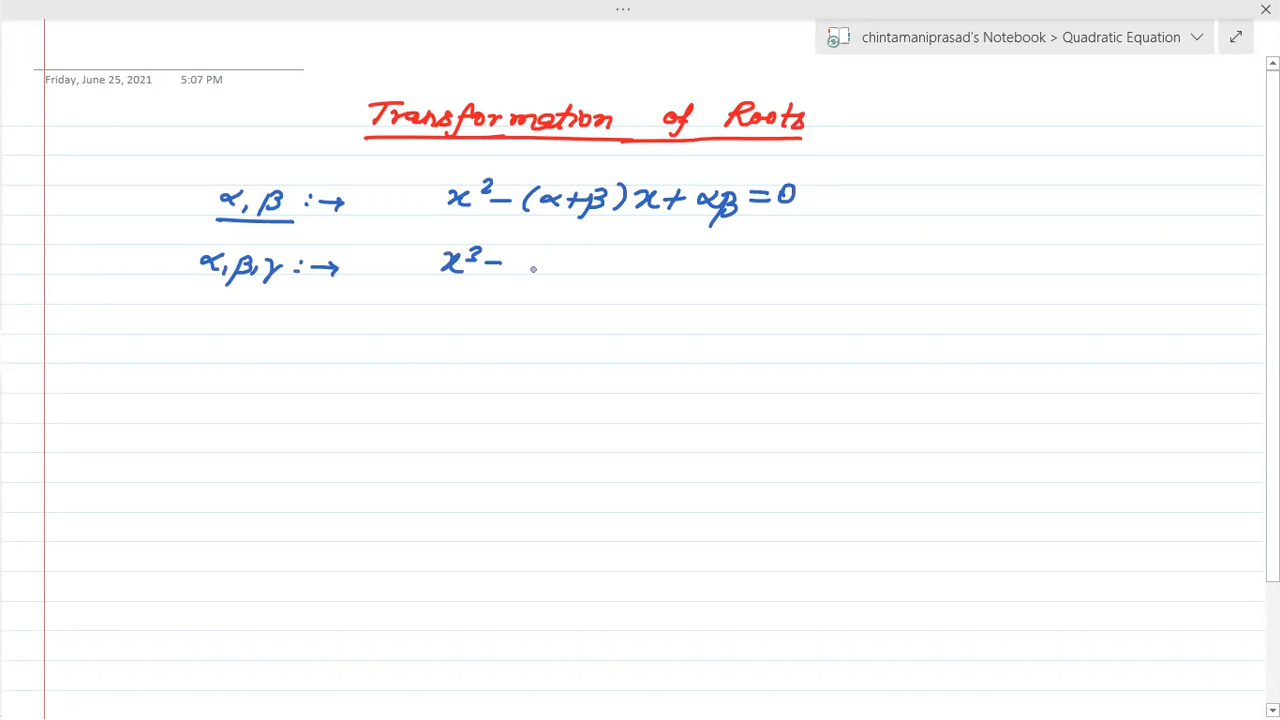 chintamaniprasad's Notebook > Quadratic Equation
Friday, June 25, 2021 5:07 PM
Transformation of Roots
α, β :→ x² - (α+β)x + αβ = 0
α, β, γ :→ x³ -